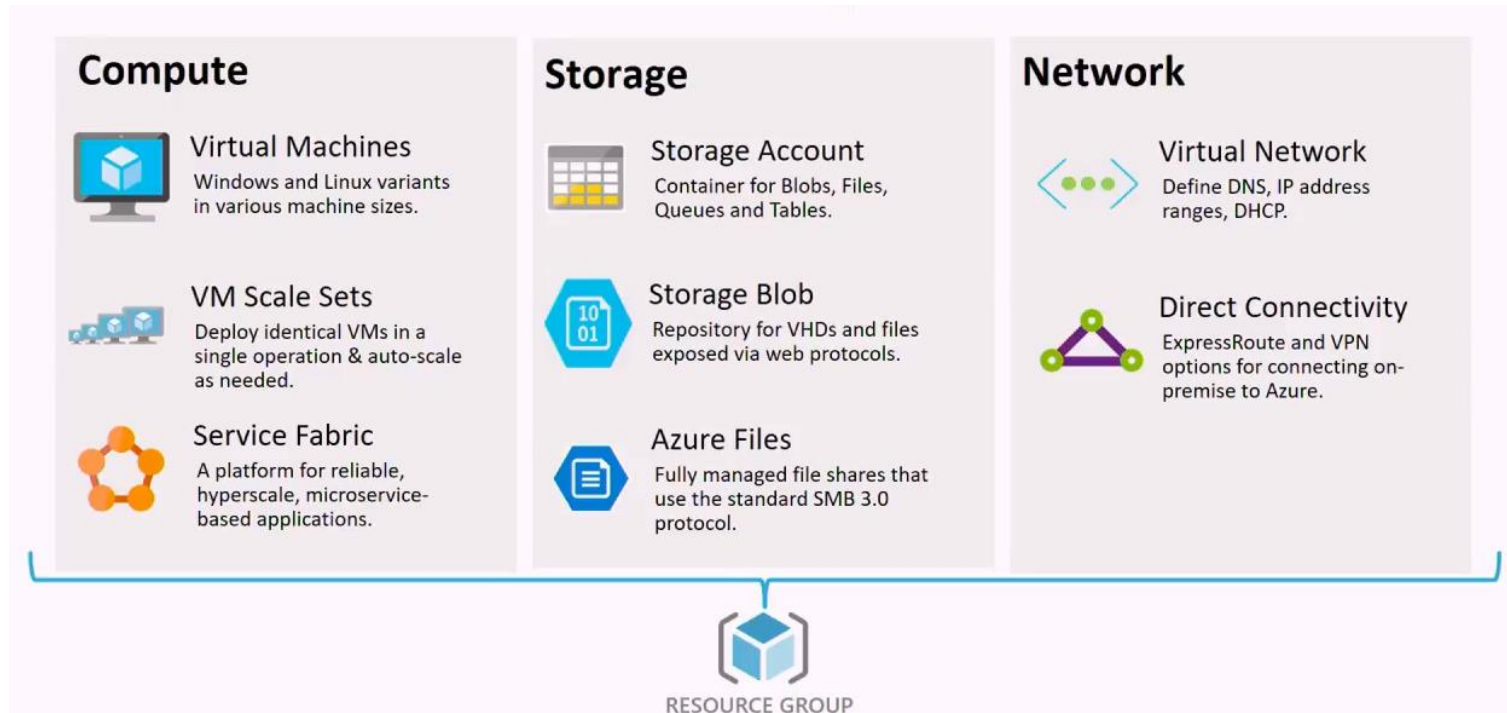 Compute
Virtual Machines
Windows and Linux variants
in various machine sizes.
VM Scale Sets
Deploy identical VMs in a
single operation & auto-scale
as needed.
Service Fabric
A platform for reliable,
hyperscale, microservice-
based applications.
Storage
Storage Account
Container for Blobs, Files,
Queues and Tables.
10
01
Storage Blob
Repository for VHDs and files
exposed via web protocols.
Azure Files
Fully managed file shares that
use the standard SMB 3.0
protocol.
Network
Virtual Network
Define DNS, IP address
ranges, DHCP.
Direct Connectivity
ExpressRoute and VPN
options for connecting on-
premise to Azure.
RESOURCE GROUP